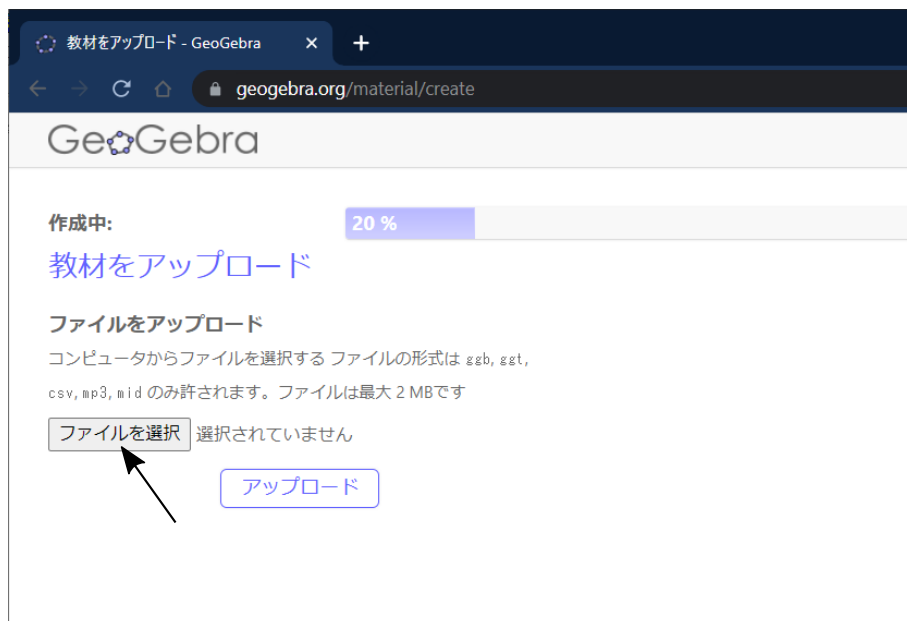 教材をアップロード - GeoGebra
geogebra.org/material/create
GeoGebra
作成中:
20 %
教材をアップロード
ファイルをアップロード
コンピュータからファイルを選択する ファイルの形式は ggb, ggt,
csv, mp3, mid のみ許されます。ファイルは最大 2 MBです
ファイルを選択 選択されていません
アップロード